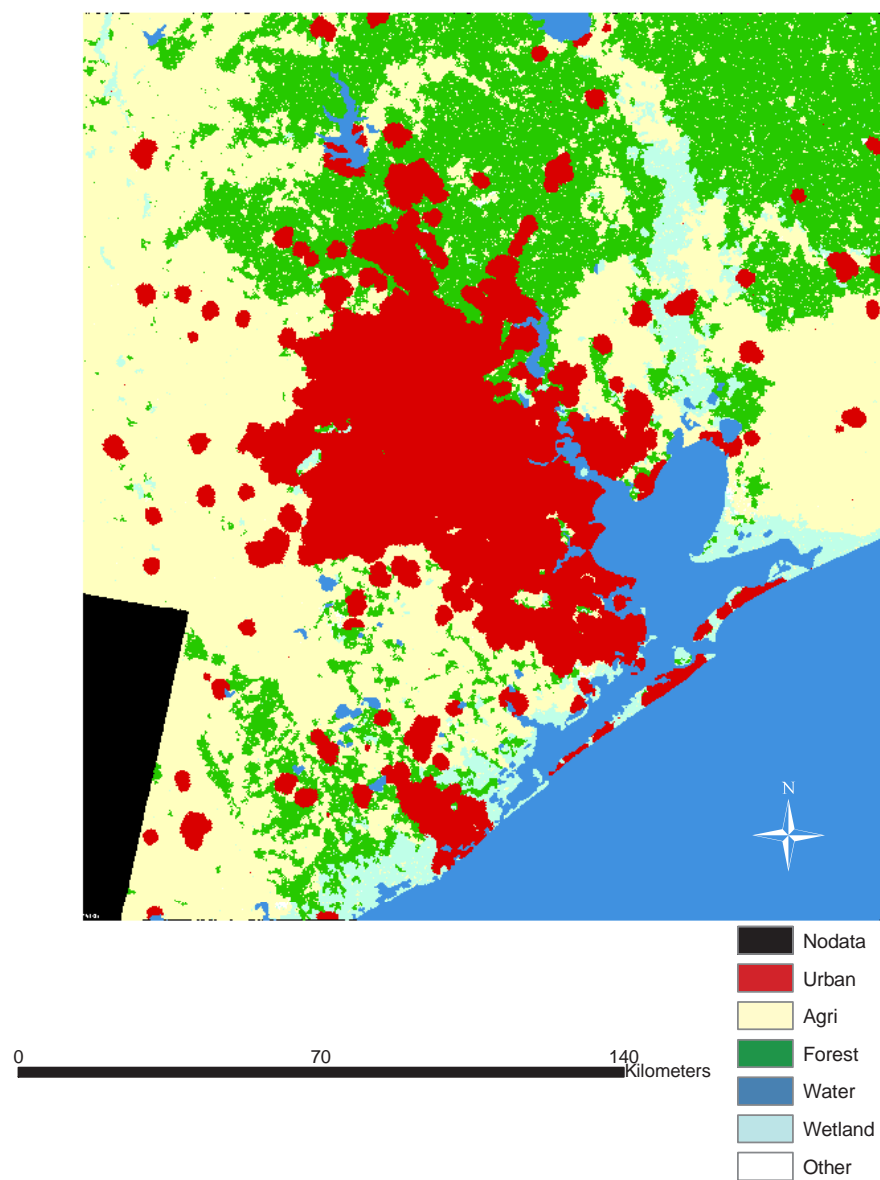 N
Nodata
Urban
Agri
Forest
Water
Wetland
Other
0 70 140
Kilometers